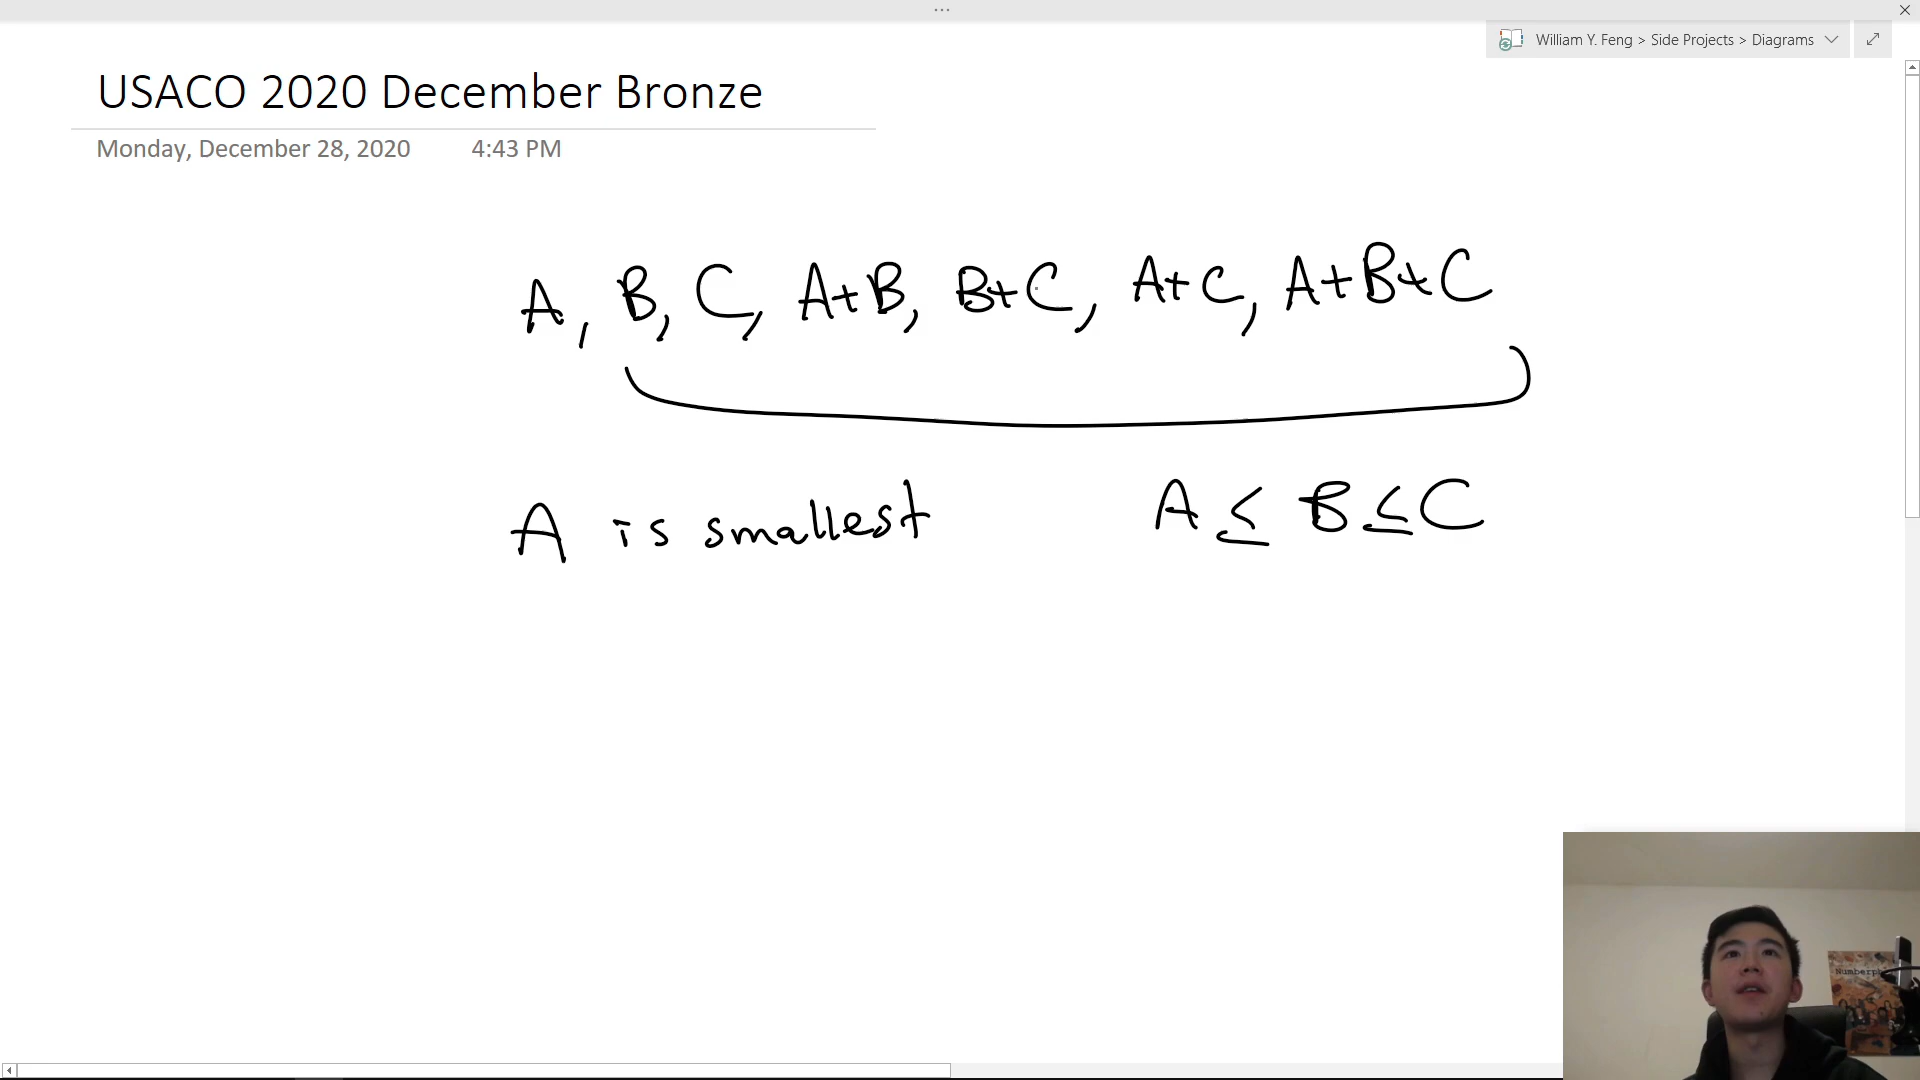 William Y. Feng > Side Projects > Diagrams
USACO 2020 December Bronze
Monday, December 28, 2020 4:43 PM
A, B, C, A+B, B+C, A+C, A+B+C
A is smallest A ≤ B ≤ C